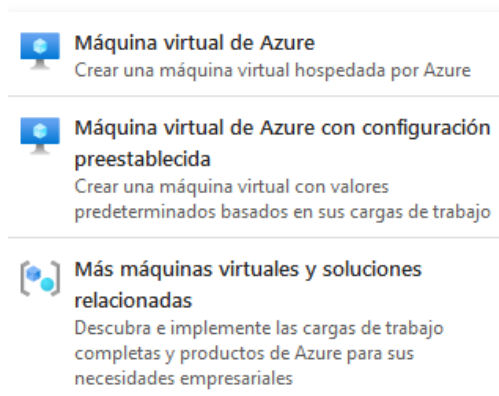 Máquina virtual de Azure
Crear una máquina virtual hospedada por Azure
Máquina virtual de Azure con configuración
preestablecida
Crear una máquina virtual con valores
predeterminados basados en sus cargas de trabajo
Más máquinas virtuales y soluciones
relacionadas
Descubra e implemente las cargas de trabajo
completas y productos de Azure para sus
necesidades empresariales